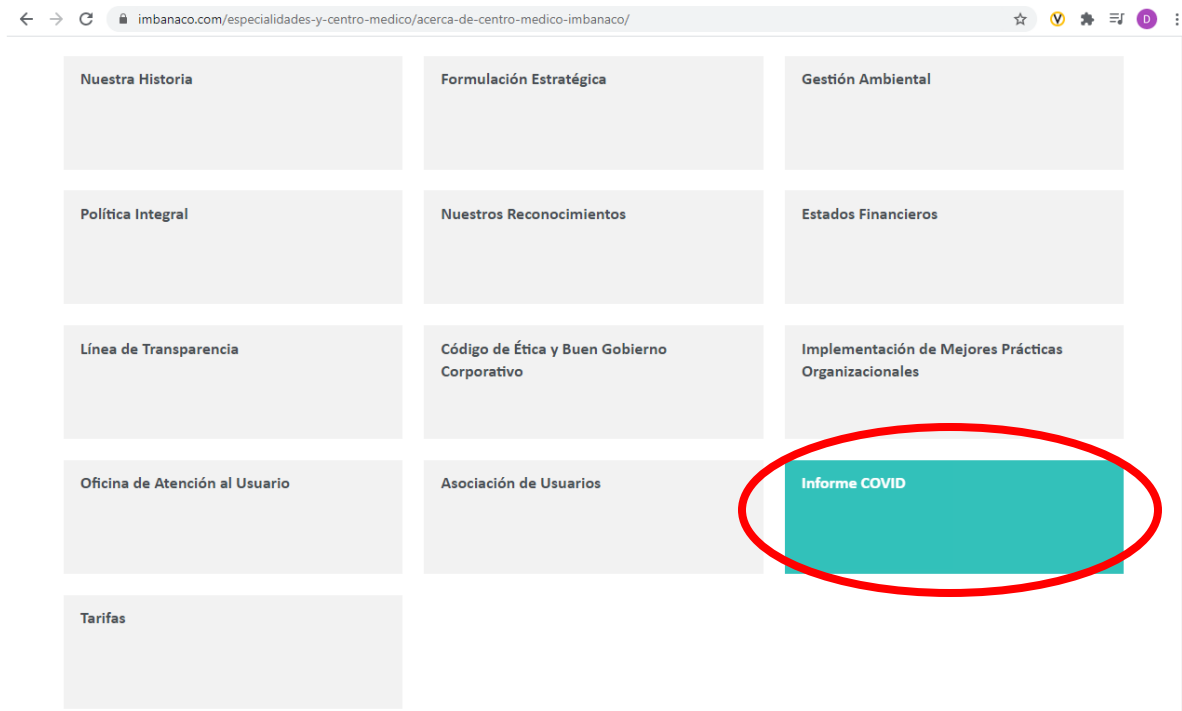 imbanaco.com/especialidades-y-centro-medico/acerca-de-centro-medico-imbanaco/
V
D
Nuestra Historia
Formulación Estratégica
Gestión Ambiental
Política Integral
Nuestros Reconocimientos
Estados Financieros
Línea de Transparencia
Código de Ética y Buen Gobierno
Corporativo
Implementación de Mejores Prácticas
Organizacionales
Oficina de Atención al Usuario
Asociación de Usuarios
Informe COVID
Tarifas